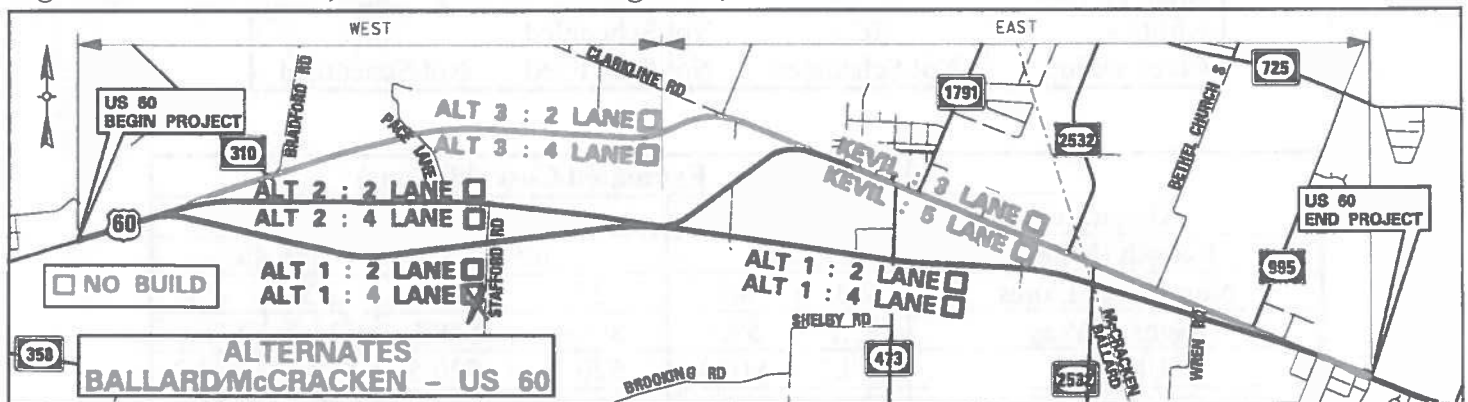 WEST
EAST
CLARKLINE RD
725
US 60
BEGIN PROJECT
BRADFORD RD
310
PAGE LANE
ALT 3 : 2 LANE
ALT 3 : 4 LANE
1791
2532
BETHEL CHURCH
KEVIL : 3 LANE
KEVIL : 5 LANE
US 60
END PROJECT
60
ALT 2 : 2 LANE
ALT 2 : 4 LANE
STAFFORD RD
NO BUILD
ALT 1 : 2 LANE
ALT 1 : 4 LANE
ALT 1 : 2 LANE
ALT 1 : 4 LANE
995
SHELBY RD
358
ALTERNATES
BALLARD/McCRACKEN - US 60
BROOKING RD
473
2532
McCRACKEN
BALLARD
WREN RD